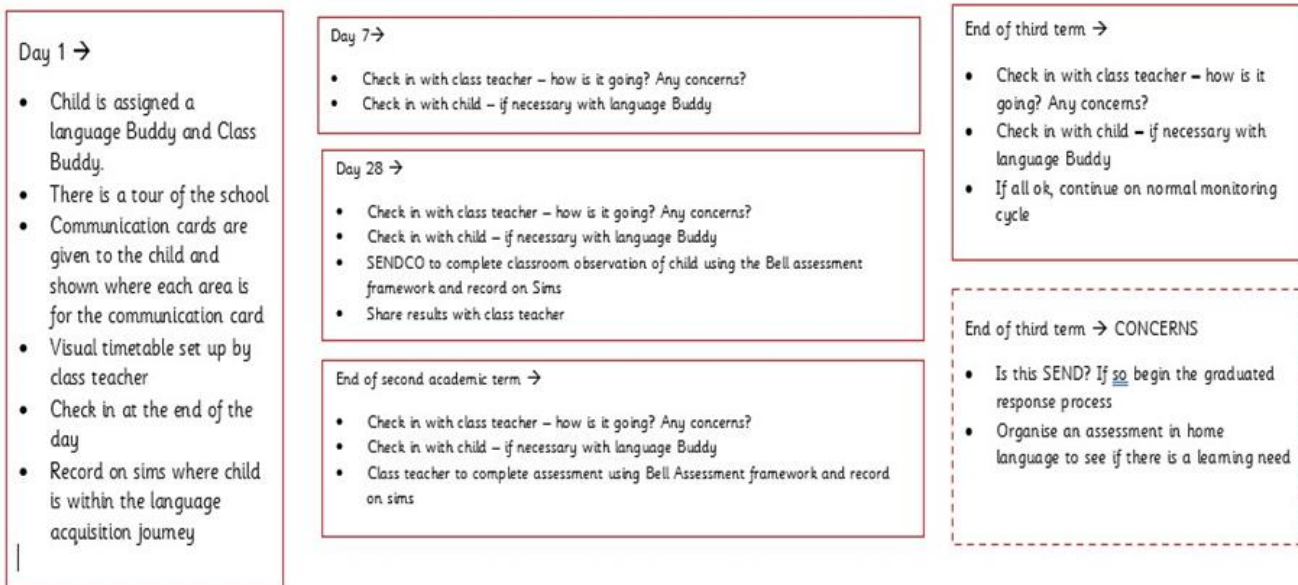 Day 1 →
• Child is assigned a
language Buddy and Class
Buddy.
• There is a tour of the school
• Communication cards are
given to the child and
shown where each area is
for the communication card
• Visual timetable set up by
class teacher
• Check in at the end of the
day
• Record on sims where child
is within the language
acquisition journey
Day 7→
• Check in with class teacher – how is it going? Any concerns?
• Check in with child – if necessary with language Buddy
Day 28 →
• Check in with class teacher – how is it going? Any concerns?
• Check in with child – if necessary with language Buddy
• SENDCO to complete classroom observation of child using the Bell assessment
framework and record on Sims
• Share results with class teacher
End of second academic term →
• Check in with class teacher – how is it going? Any concerns?
• Check in with child – if necessary with language Buddy
• Class teacher to complete assessment using Bell Assessment framework and record
on sims
End of third term →
• Check in with class teacher – how is it
going? Any concerns?
• Check in with child – if necessary with
language Buddy
• If all ok, continue on normal monitoring
cycle
End of third term → CONCERNS
• Is this SEND? If so begin the graduated
response process
• Organise an assessment in home
language to see if there is a learning need